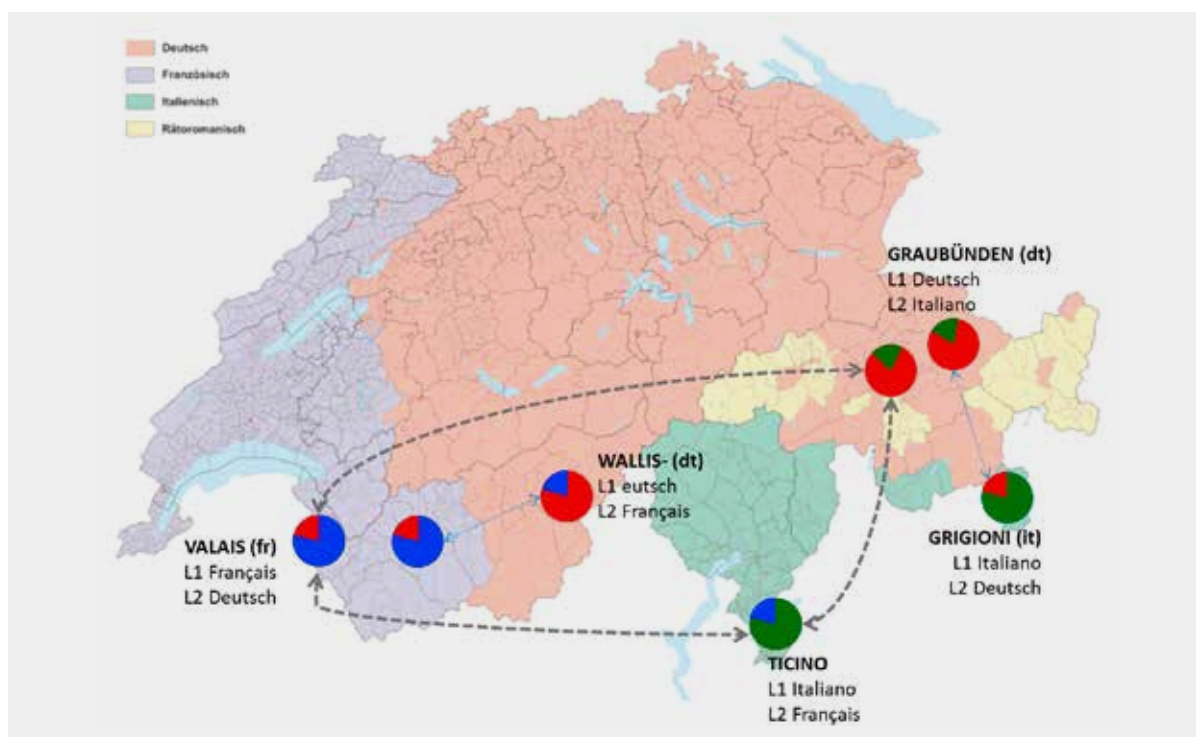 Deutsch
Französisch
Italienisch
Rätoromanisch
GRAUBÜNDEN (dt)
L1 Deutsch
L2 Italiano
WALLIS- (dt)
L1 eutsch
L2 Français
VALAIS (fr)
L1 Français
L2 Deutsch
GRIGIONI (it)
L1 Italiano
L2 Deutsch
TICINO
L1 Italiano
L2 Français